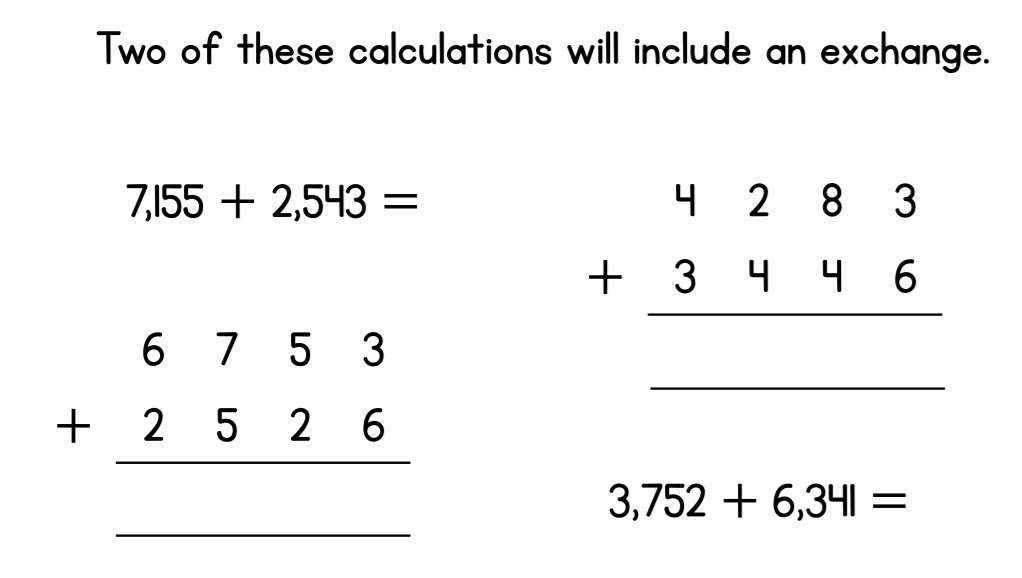 Two of these calculations will include an exchange.
7,155 + 2,543 =
4 2 8 3
+ 3 4 4 6
6 7 5 3
+ 2 5 2 6
3,752 + 6,341 =